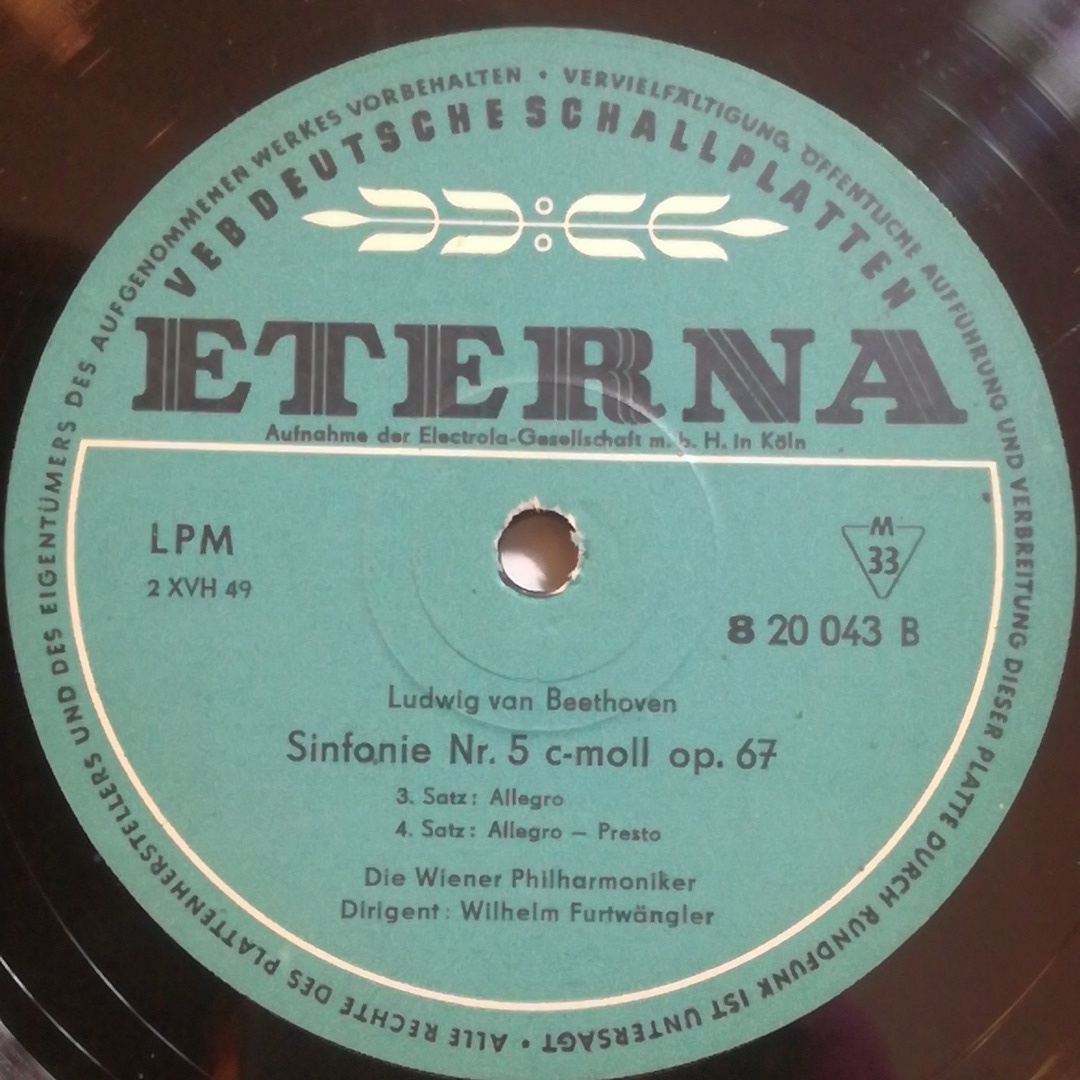 ALLE RECHTE DES PLATTENHERSTELLERS UND DES EIGENTÜMERS DES AUFGENOMMENEN WERKES VORBEHALTEN • VERVIELFÄLTIGUNG, ÖFFENTLICHE AUFFÜHRUNG UND VERBREITUNG DIESER PLATTE DURCH RUNDFUNK IST UNTERSAGT •
VEB DEUTSCHE SCHALLPLATTEN
ETERNA
Aufnahme der Electrola-Gesellschaft m. b. H. in Köln
LPM
2 XVH 49
M
33
8 20 043 B
Ludwig van Beethoven
Sinfonie Nr. 5 c-moll op. 67
3. Satz: Allegro
4. Satz: Allegro – Presto
Die Wiener Philharmoniker
Dirigent: Wilhelm Furtwängler